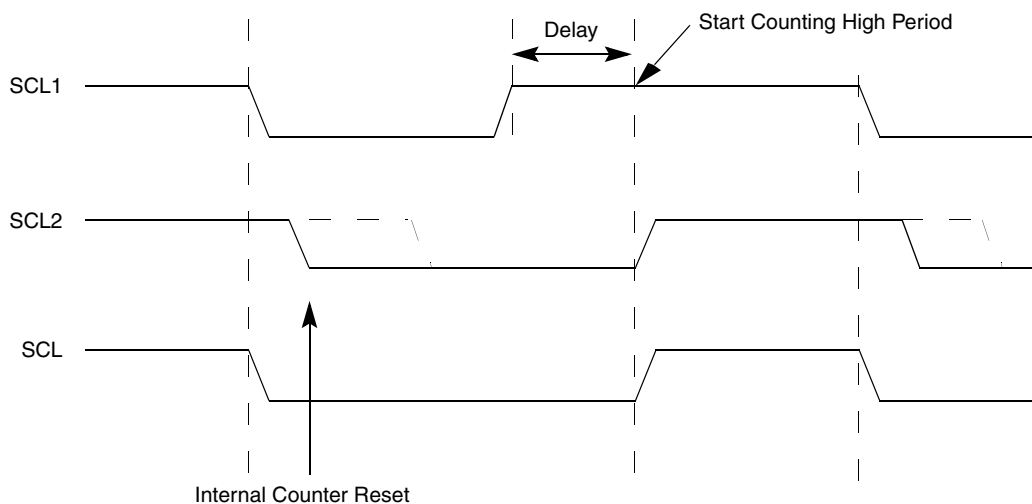 Start Counting High Period
Delay
SCL1
SCL2
SCL
Internal Counter Reset